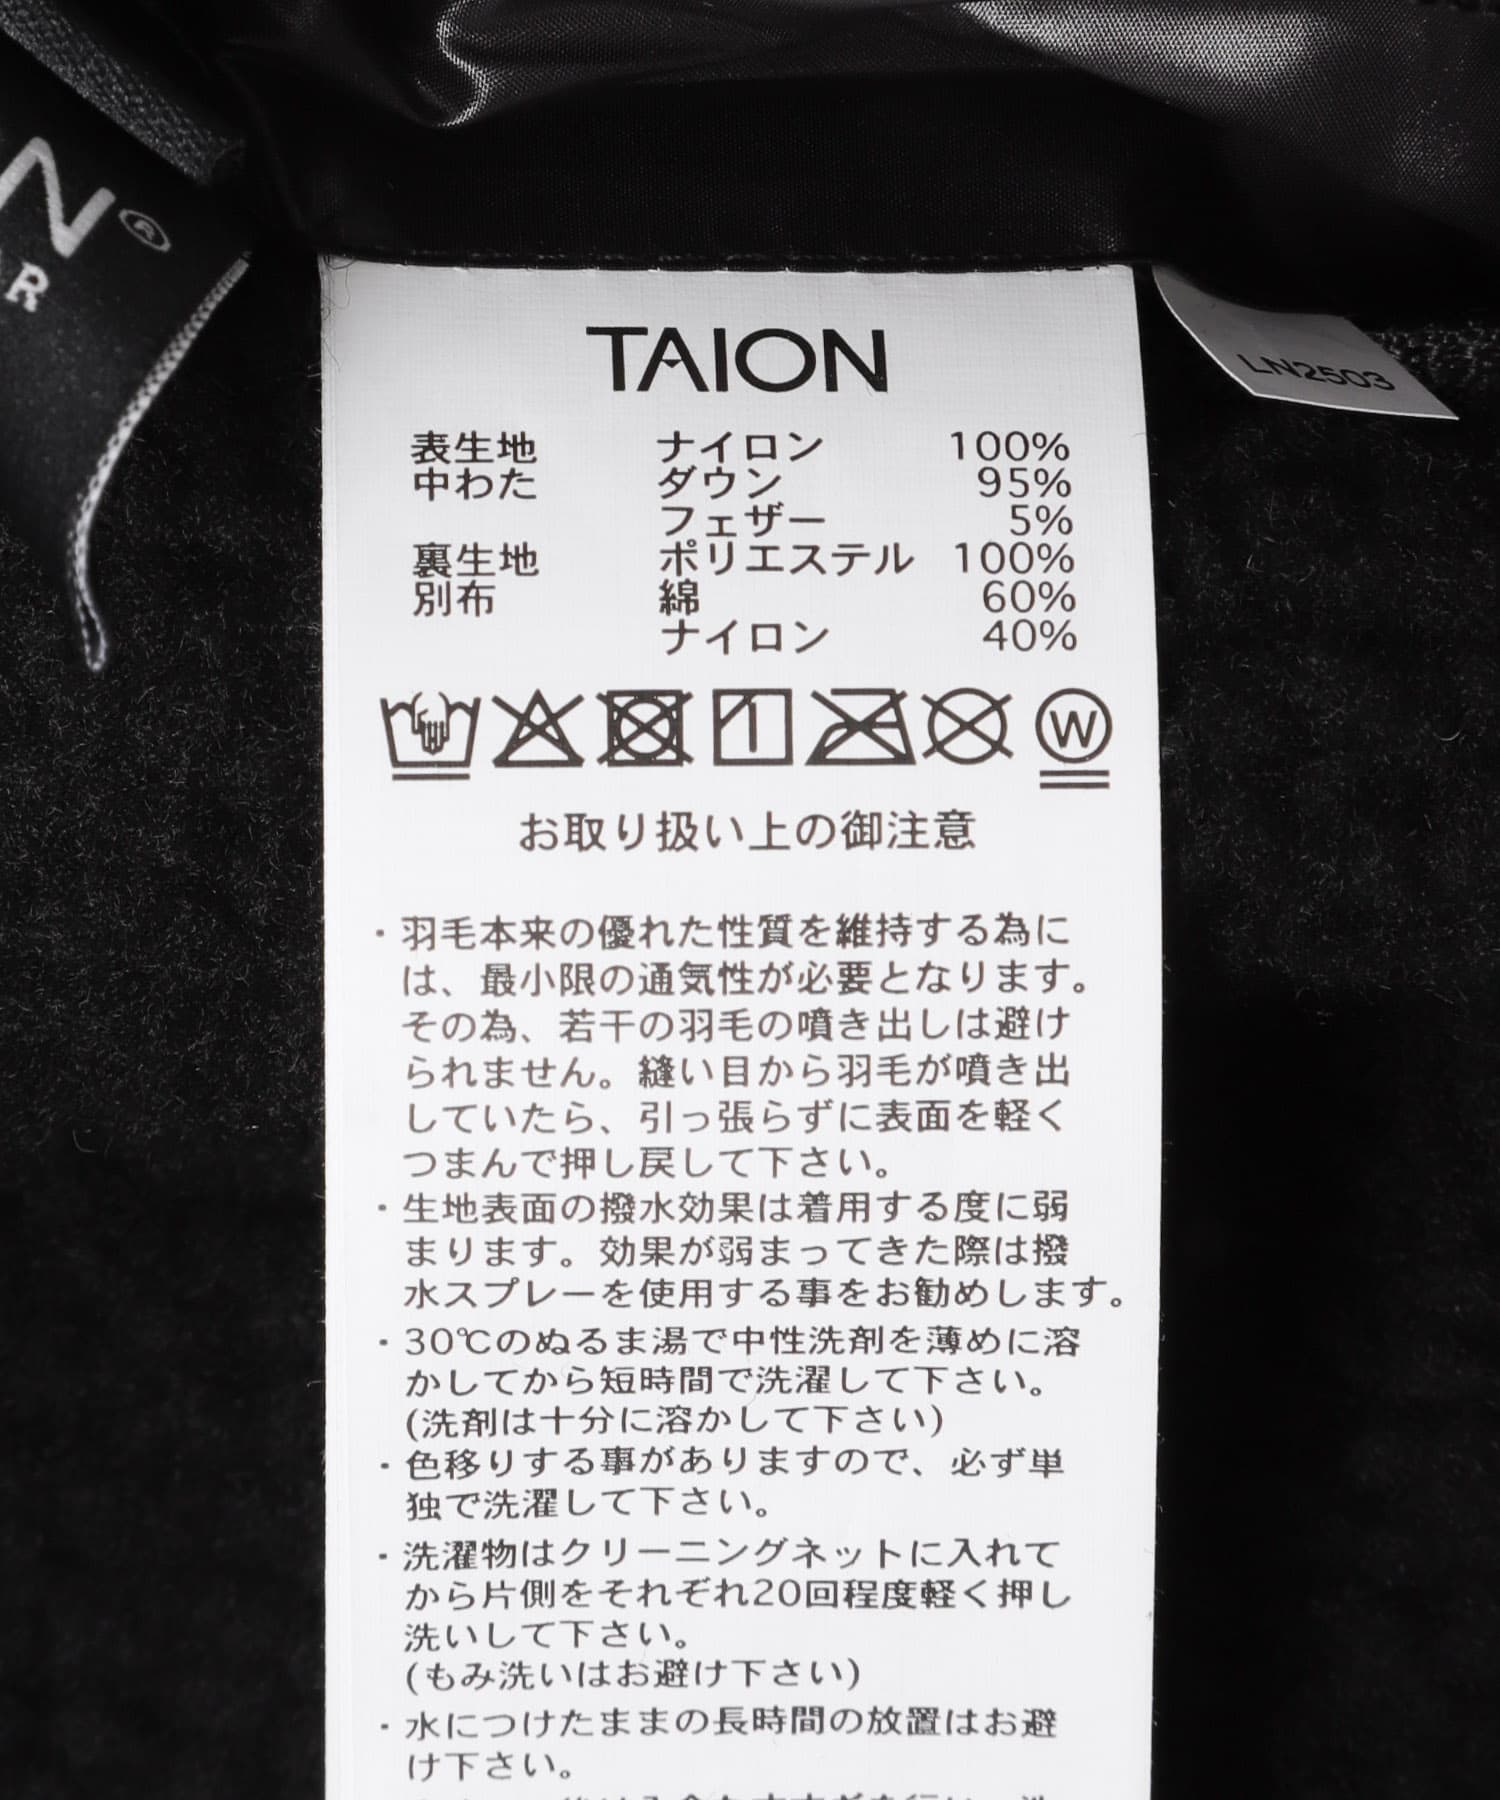 N®
R
TAION
LN2503
表生地 ナイロン 100%
中わた ダウン 95%
フェザー 5%
裏生地 ポリエステル 100%
別布 綿 60%
ナイロン 40%
1
W
お取り扱い上の御注意
・羽毛本来の優れた性質を維持する為に
は、最小限の通気性が必要となります。
その為、若干の羽毛の噴き出しは避け
られません。縫い目から羽毛が噴き出
していたら、引っ張らずに表面を軽く
つまんで押し戻して下さい。
・生地表面の撥水効果は着用する度に弱
まります。効果が弱まってきた際は撥
水スプレーを使用する事をお勧めします。
・30℃のぬるま湯で中性洗剤を薄めに溶
かしてから短時間で洗濯して下さい。
(洗剤は十分に溶かして下さい)
・色移りする事がありますので、必ず単
独で洗濯して下さい。
・洗濯物はクリーニングネットに入れて
から片側をそれぞれ20回程度軽く押し
洗いして下さい。
(もみ洗いはお避け下さい)
・水につけたままの長時間の放置はお避
け下さい。